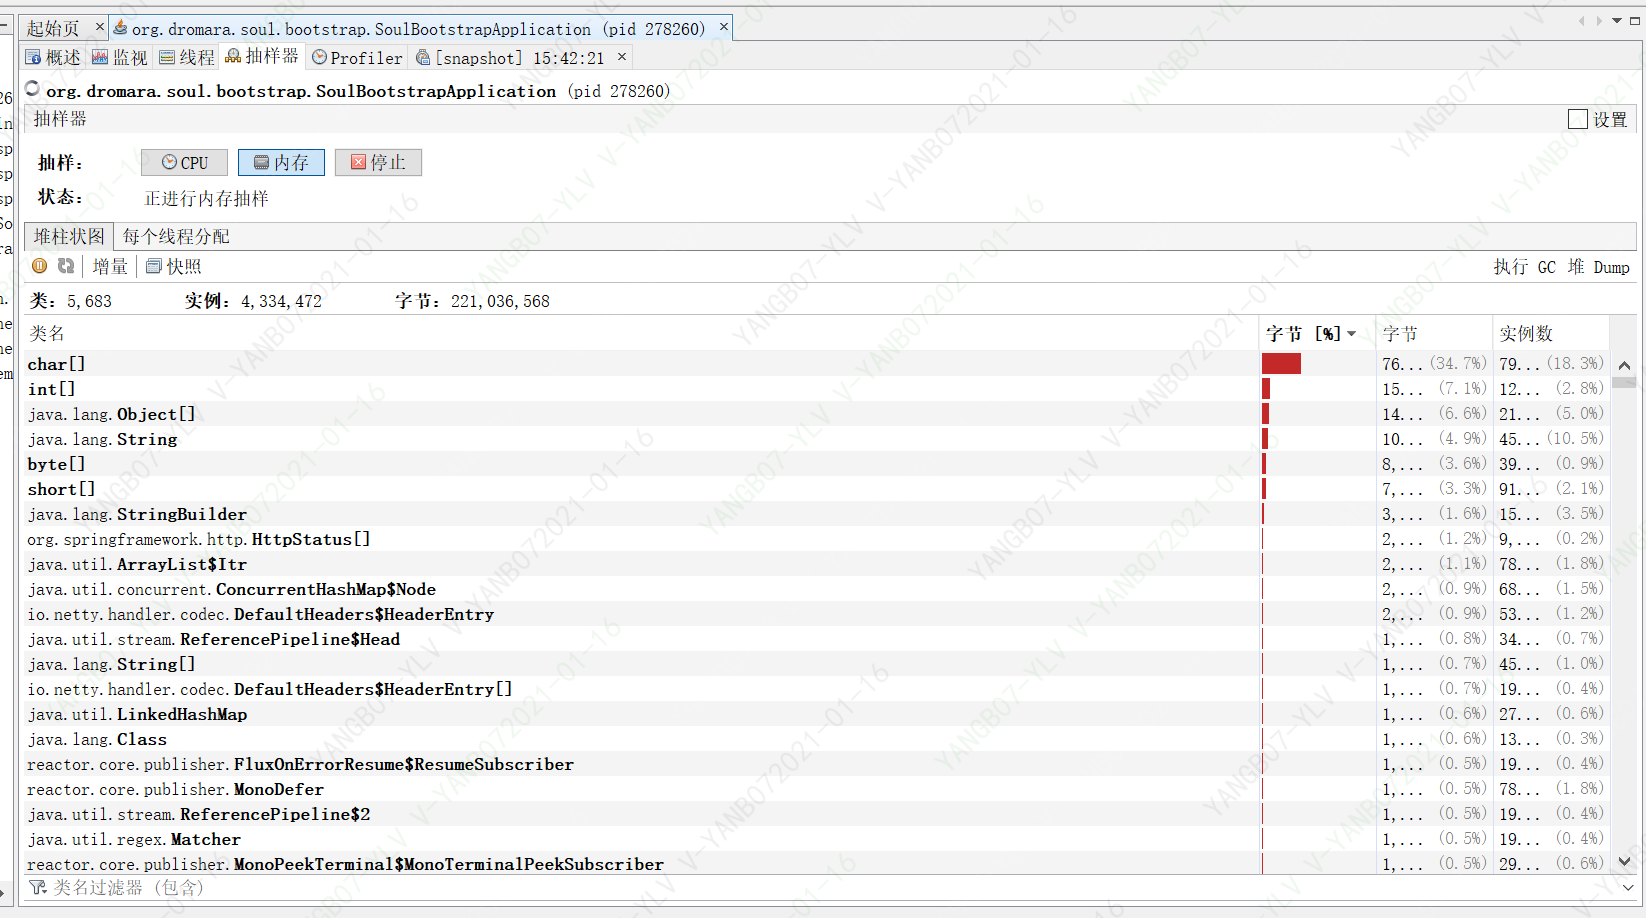 起始页 × org.dromara.soul.bootstrap.SoulBootstrapApplication (pid 278260) ×
概述 监视 线程 抽样器 Profiler [snapshot] 15:42:21 ×
org.dromara.soul.bootstrap.SoulBootstrapApplication (pid 278260)
抽样器 设置
抽样: CPU 内存 停止
状态: 正进行内存抽样
堆柱状图 每个线程分配
增量 快照 执行 GC 堆 Dump
类: 5,683 实例: 4,334,472 字节: 221,036,568
类名 字节 [%] 字节 实例数
char[] 76... (34.7%) 79... (18.3%)
int[] 15... (7.1%) 12... (2.8%)
java.lang.Object[] 14... (6.6%) 21... (5.0%)
java.lang.String 10... (4.9%) 45... (10.5%)
byte[] 8,... (3.6%) 39... (0.9%)
short[] 7,... (3.3%) 91... (2.1%)
java.lang.StringBuilder 3,... (1.6%) 15... (3.5%)
org.springframework.http.HttpStatus[] 2,... (1.2%) 9,... (0.2%)
java.util.ArrayList$Itr 2,... (1.1%) 78... (1.8%)
java.util.concurrent.ConcurrentHashMap$Node 2,... (0.9%) 68... (1.5%)
io.netty.handler.codec.DefaultHeaders$HeaderEntry 2,... (0.9%) 53... (1.2%)
java.util.stream.ReferencePipeline$Head 1,... (0.8%) 34... (0.7%)
java.lang.String[] 1,... (0.7%) 45... (1.0%)
io.netty.handler.codec.DefaultHeaders$HeaderEntry[] 1,... (0.7%) 19... (0.4%)
java.util.LinkedHashMap 1,... (0.6%) 27... (0.6%)
java.lang.Class 1,... (0.6%) 13... (0.3%)
reactor.core.publisher.FluxOnErrorResume$ResumeSubscriber 1,... (0.5%) 19... (0.4%)
reactor.core.publisher.MonoDefer 1,... (0.5%) 78... (1.8%)
java.util.stream.ReferencePipeline$2 1,... (0.5%) 19... (0.4%)
java.util.regex.Matcher 1,... (0.5%) 19... (0.4%)
reactor.core.publisher.MonoPeekTerminal$MonoTerminalPeekSubscriber 1,... (0.5%) 29... (0.6%)
类名过滤器 (包含)